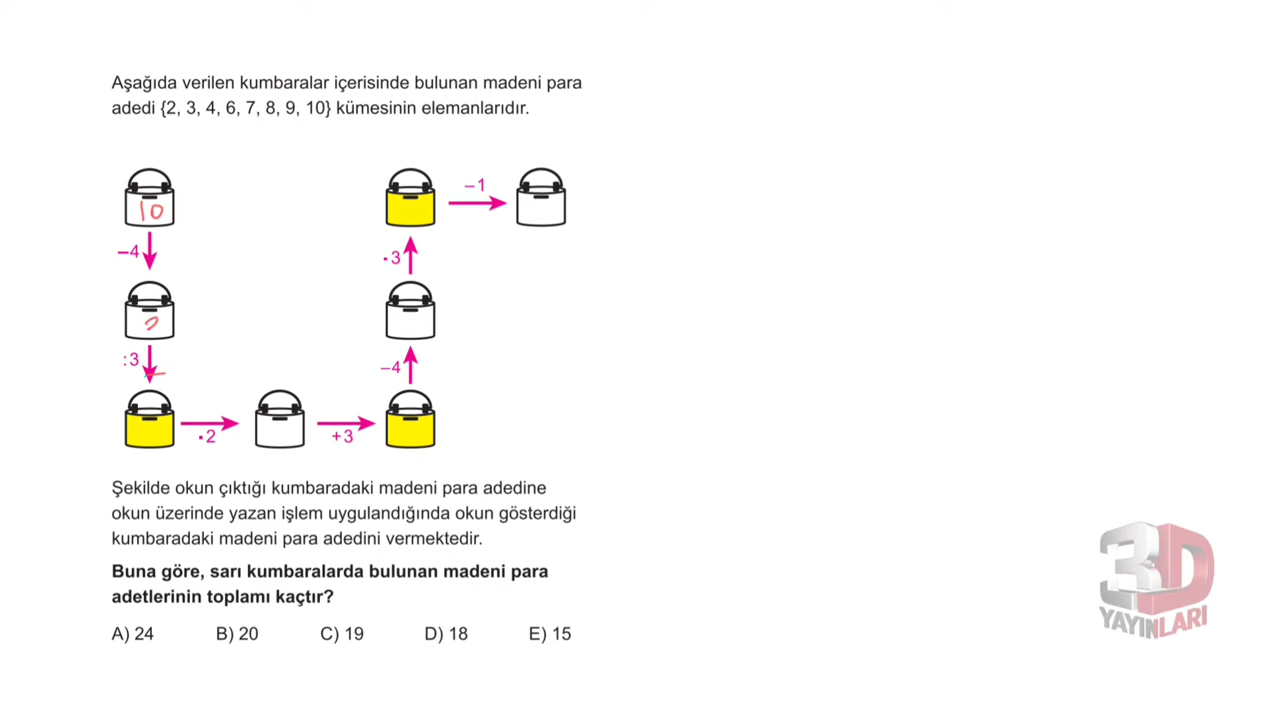 Aşağıda verilen kumbaralar içerisinde bulunan madeni para
adedi {2, 3, 4, 6, 7, 8, 9, 10} kümesinin elemanlarıdır.
10
–4
:3
·2
+3
–4
·3
–1
Şekilde okun çıktığı kumbaradaki madeni para adedine
okun üzerinde yazan işlem uygulandığında okun gösterdiği
kumbaradaki madeni para adedini vermektedir.
Buna göre, sarı kumbaralarda bulunan madeni para
adetlerinin toplamı kaçtır?
A) 24 B) 20 C) 19 D) 18 E) 15
3D
YAYINLARI